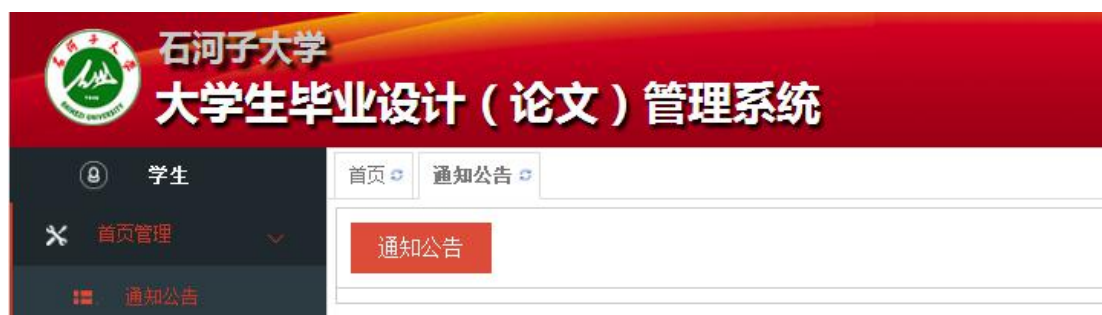 石河子大学
大学生毕业设计（论文）管理系统
学生
首页 通知公告
首页管理
通知公告
通知公告